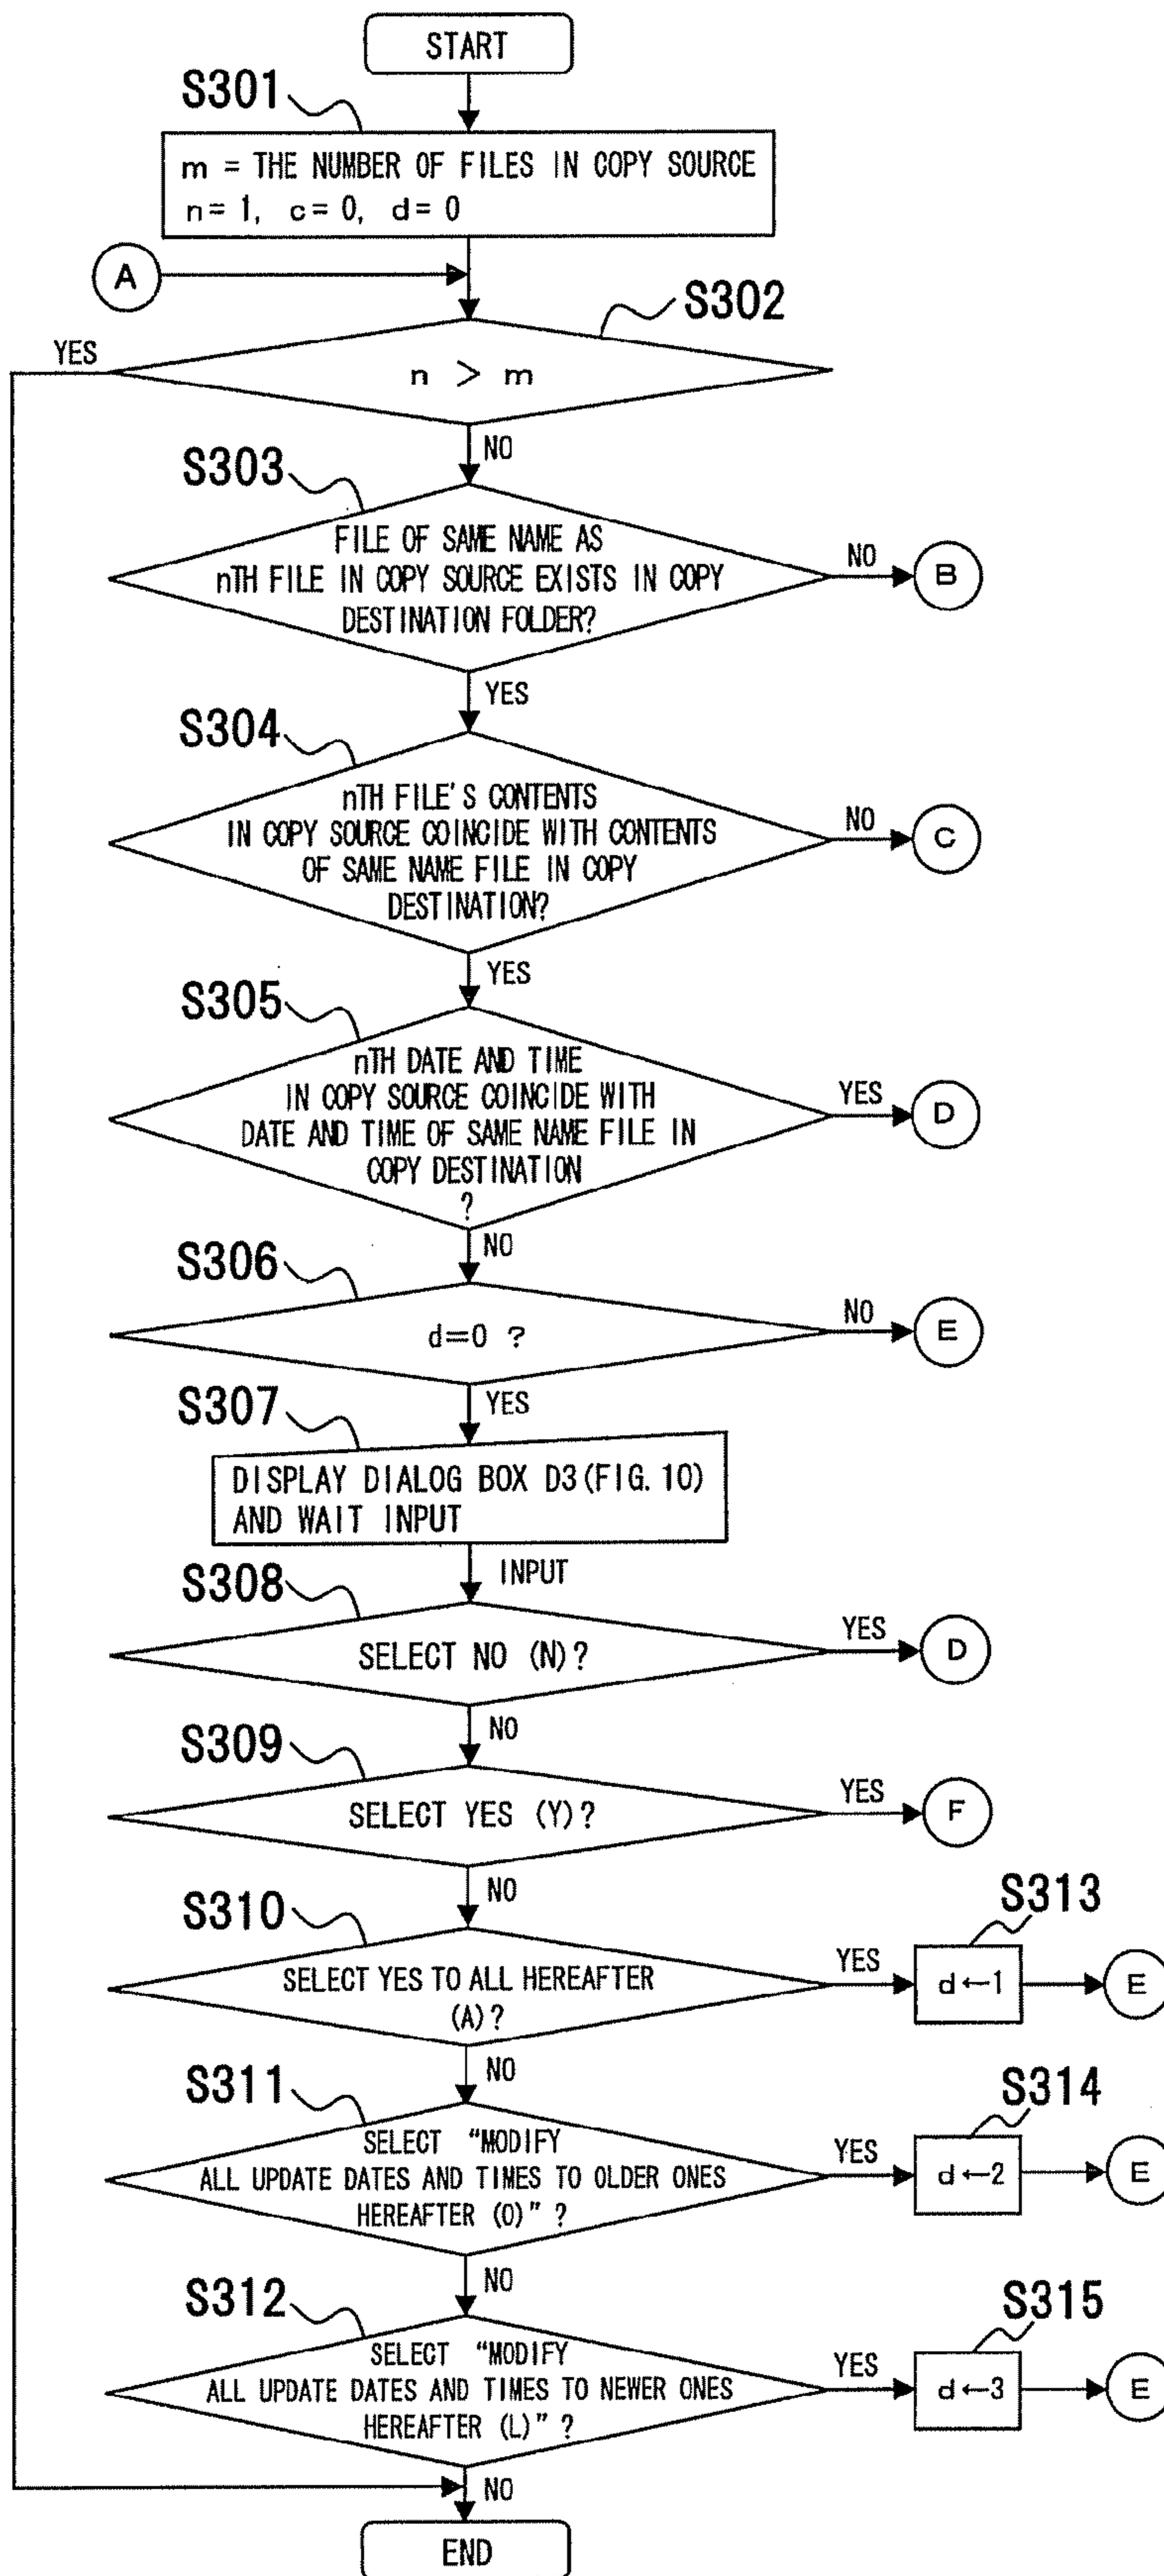 START
S301
m = THE NUMBER OF FILES IN COPY SOURCE
n= 1, c=0, d= 0
A
S302
YES
n > m
NO
S303
FILE OF SAME NAME AS
nTH FILE IN COPY SOURCE EXISTS IN COPY
DESTINATION FOLDER?
NO
B
YES
S304
nTH FILE'S CONTENTS
IN COPY SOURCE COINCIDE WITH CONTENTS
OF SAME NAME FILE IN COPY
DESTINATION?
NO
C
YES
S305
nTH DATE AND TIME
IN COPY SOURCE COINCIDE WITH
DATE AND TIME OF SAME NAME FILE IN
COPY DESTINATION
?
YES
D
NO
S306
d=0 ?
NO
E
YES
S307
DISPLAY DIALOG BOX D3(FIG. 10)
AND WAIT INPUT
INPUT
S308
SELECT NO (N)?
YES
D
NO
S309
SELECT YES (Y)?
YES
F
NO
S310
SELECT YES TO ALL HEREAFTER
(A)?
YES
S313
d←1
E
NO
S311
SELECT "MODIFY
ALL UPDATE DATES AND TIMES TO OLDER ONES
HEREAFTER (O)" ?
YES
S314
d←2
E
NO
S312
SELECT "MODIFY
ALL UPDATE DATES AND TIMES TO NEWER ONES
HEREAFTER (L)" ?
YES
S315
d←3
E
NO
END